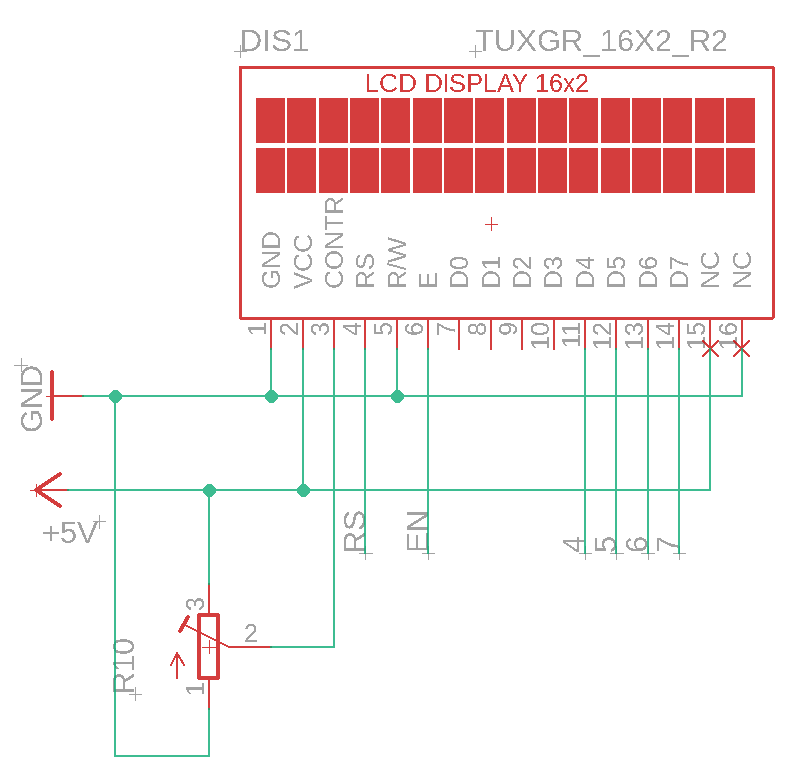 DIS1 TUXGR_16X2_R2
LCD DISPLAY 16x2
GND VCC CONTR RS R/W E D0 D1 D2 D3 D4 D5 D6 D7 NC NC
1 2 3 4 5 6 7 8 9 10 11 12 13 14 15 16
GND
+5V
RS EN 4 5 6 7
3
2
R10
1